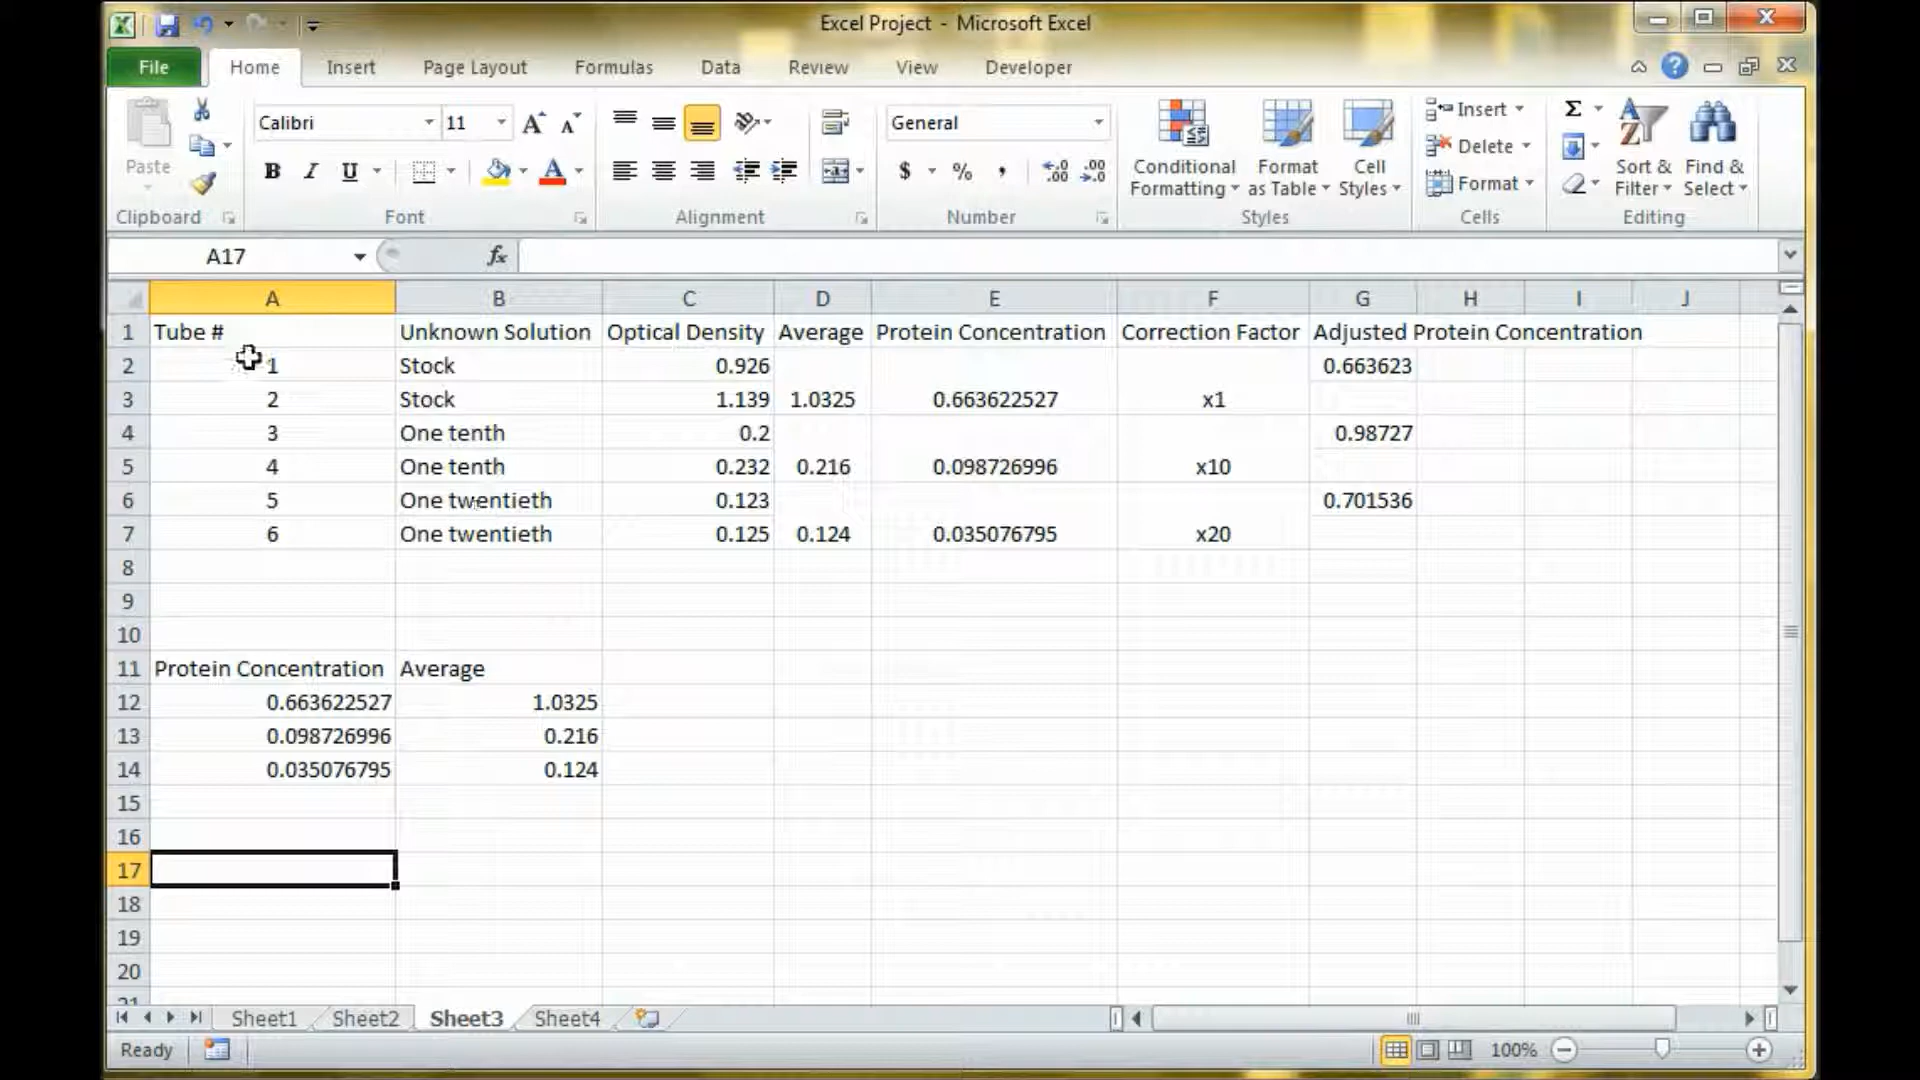 Excel Project - Microsoft Excel
File Home Insert Page Layout Formulas Data Review View Developer
Paste
Clipboard
Calibri 11
B I U
Font
Alignment
General
$ % ,
Number
Conditional Formatting
Format as Table
Cell Styles
Styles
Insert
Delete
Format
Cells
Σ
Sort & Filter
Find & Select
Editing
A17 fx
A B C D E F G H I J
1 Tube # Unknown Solution Optical Density Average Protein Concentration Correction Factor Adjusted Protein Concentration
2 1 Stock 0.926 0.663623
3 2 Stock 1.139 1.0325 0.663622527 x1
4 3 One tenth 0.2 0.98727
5 4 One tenth 0.232 0.216 0.098726996 x10
6 5 One twentieth 0.123 0.701536
7 6 One twentieth 0.125 0.124 0.035076795 x20
8
9
10
11 Protein Concentration Average
12 0.663622527 1.0325
13 0.098726996 0.216
14 0.035076795 0.124
15
16
17
18
19
20
21
Sheet1 Sheet2 Sheet3 Sheet4
Ready 100%